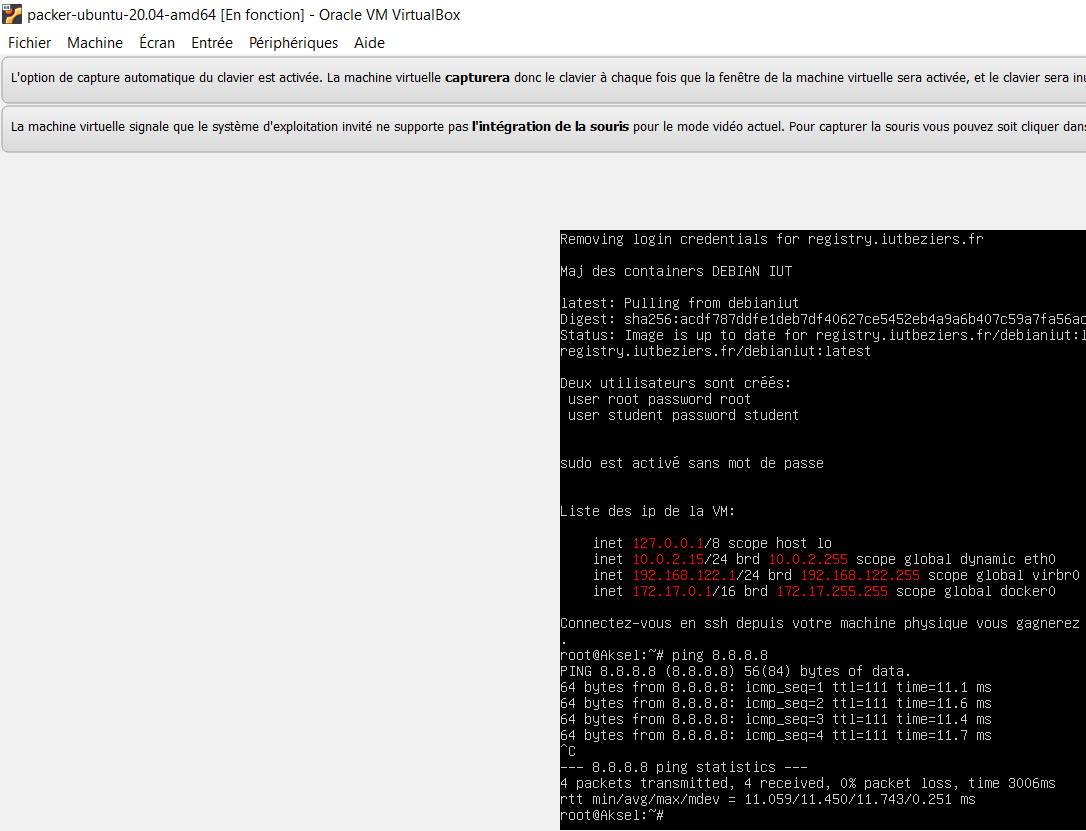 packer-ubuntu-20.04-amd64 [En fonction] - Oracle VM VirtualBox
Fichier Machine Écran Entrée Périphériques Aide
L'option de capture automatique du clavier est activée. La machine virtuelle capturera donc le clavier à chaque fois que la fenêtre de la machine virtuelle sera activée, et le clavier sera
La machine virtuelle signale que le système d'exploitation invité ne supporte pas l'intégration de la souris pour le mode vidéo actuel. Pour capturer la souris vous pouvez soit cliquer dans
Removing login credentials for registry.iutbeziers.fr
Maj des containers DEBIAN IUT
latest: Pulling from debianiut
Digest: sha256:acdf787ddfe1deb7df40627ce5452eb4a9a6b407c59a7fa56ac
Status: Image is up to date for registry.iutbeziers.fr/debianiut:l
registry.iutbeziers.fr/debianiut:latest
Deux utilisateurs sont créés:
user root password root
user student password student
sudo est activé sans mot de passe
Liste des ip de la VM:
inet 127.0.0.1/8 scope host lo
inet 10.0.2.15/24 brd 10.0.2.255 scope global dynamic eth0
inet 192.168.122.1/24 brd 192.168.122.255 scope global virbr0
inet 172.17.0.1/16 brd 172.17.255.255 scope global docker0
Connectez-vous en ssh depuis votre machine physique vous gagnerez
.
root@Aksel:~# ping 8.8.8.8
PING 8.8.8.8 (8.8.8.8) 56(84) bytes of data.
64 bytes from 8.8.8.8: icmp_seq=1 ttl=111 time=11.1 ms
64 bytes from 8.8.8.8: icmp_seq=2 ttl=111 time=11.6 ms
64 bytes from 8.8.8.8: icmp_seq=3 ttl=111 time=11.4 ms
64 bytes from 8.8.8.8: icmp_seq=4 ttl=111 time=11.7 ms
^C
--- 8.8.8.8 ping statistics ---
4 packets transmitted, 4 received, 0% packet loss, time 3006ms
rtt min/avg/max/mdev = 11.059/11.450/11.743/0.251 ms
root@Aksel:~#